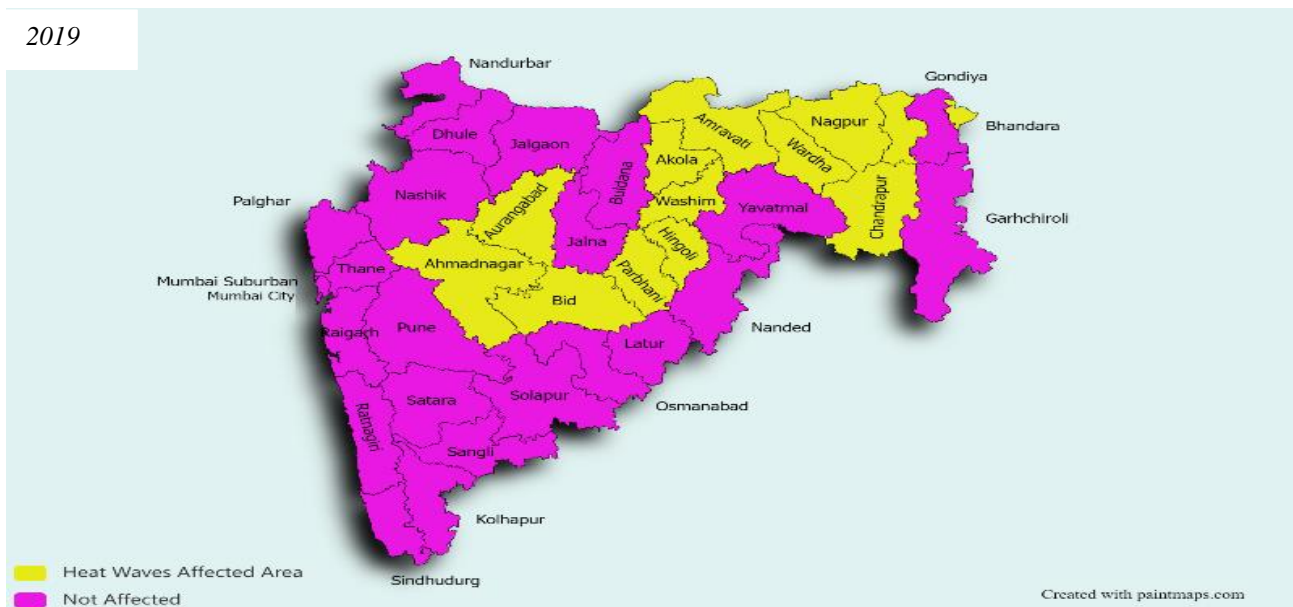 2019
Nandurbar
Gondiya
Bhandara
Dhule
Jalgaon
Buldana
Amravati
Nagpur
Wardha
Akola
Washim
Yavatmal
Chandrapur
Garhchiroli
Palghar
Nashik
Aurangabad
Jalna
Hingoli
Parbhani
Thane
Ahmadnagar
Mumbai Suburban
Mumbai City
Bid
Raigarh
Pune
Nanded
Latur
Ratnagiri
Satara
Solapur
Osmanabad
Sangli
Kolhapur
Sindhudurg
Heat Waves Affected Area
Not Affected
Created with paintmaps.com